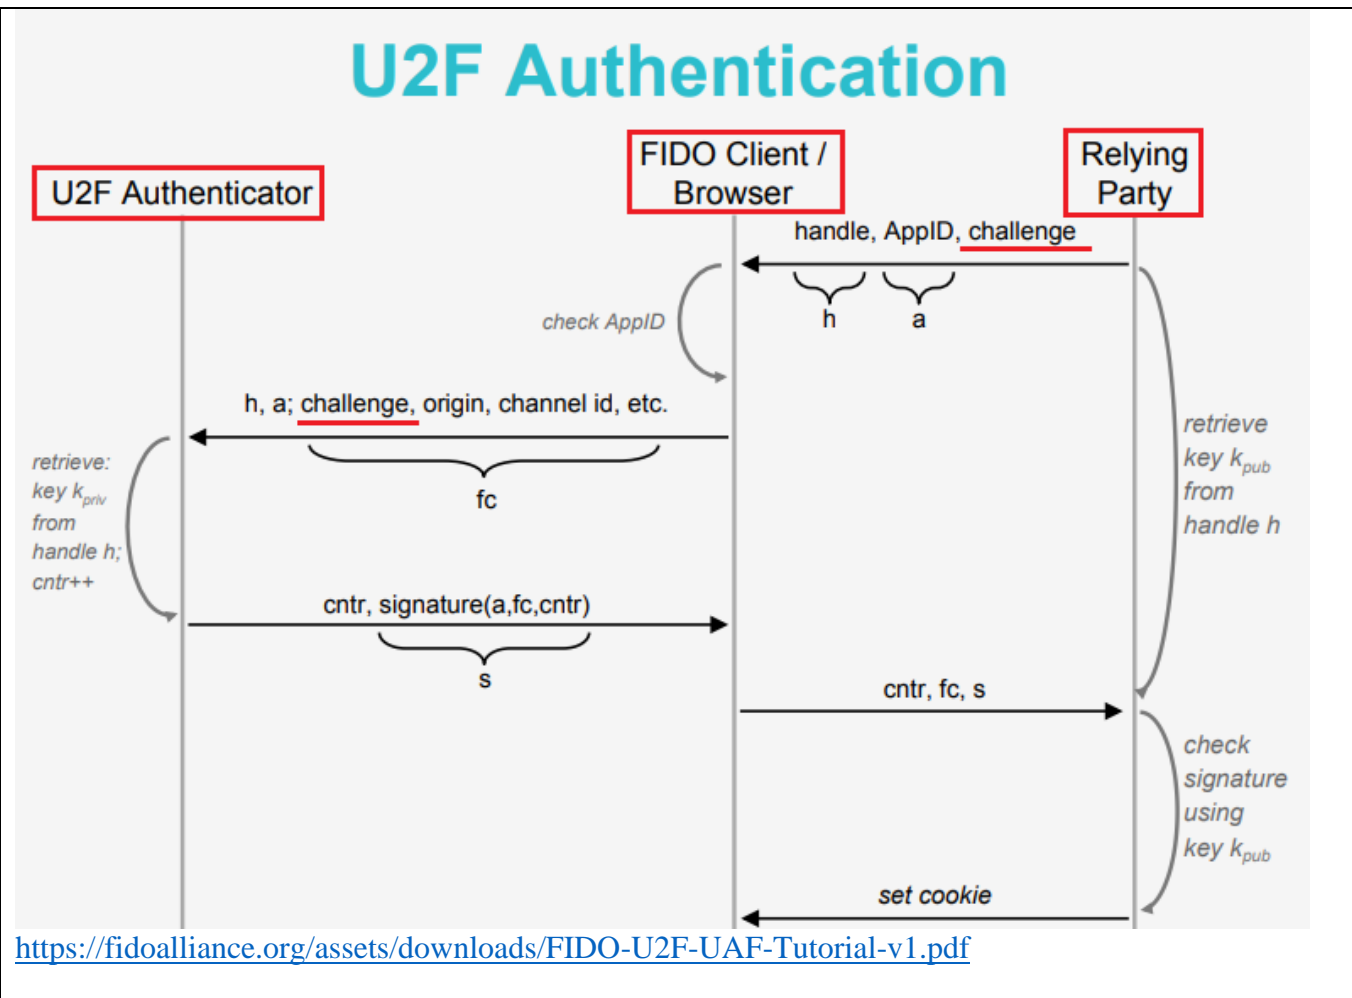 U2F Authentication
U2F Authenticator
FIDO Client /
Browser
Relying
Party
handle, AppID, challenge
h
a
check AppID
h, a; challenge, origin, channel id, etc.
fc
retrieve:
key kpriv
from
handle h;
cntr++
retrieve
key kpub
from
handle h
cntr, signature(a,fc,cntr)
s
cntr, fc, s
check
signature
using
key kpub
set cookie
https://fidoalliance.org/assets/downloads/FIDO-U2F-UAF-Tutorial-v1.pdf